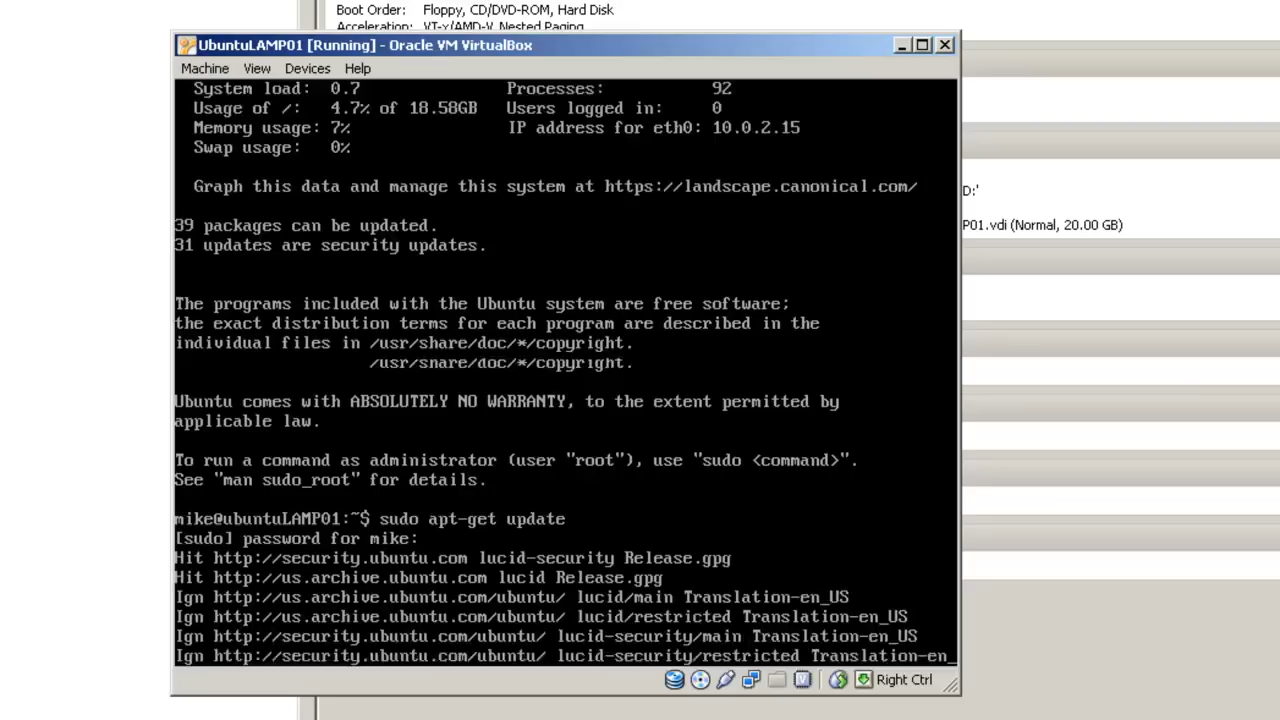 Boot Order: Floppy, CD/DVD-ROM, Hard Disk
Acceleration: VT-x/AMD-V, Nested Paging
UbuntuLAMP01 [Running] - Oracle VM VirtualBox
Machine View Devices Help
System load: 0.7 Processes: 92
Usage of /: 4.7% of 18.58GB Users logged in: 0
Memory usage: 7% IP address for eth0: 10.0.2.15
Swap usage: 0%
Graph this data and manage this system at https://landscape.canonical.com/
D:'
39 packages can be updated.
P01.vdi (Normal, 20.00 GB)
31 updates are security updates.
The programs included with the Ubuntu system are free software;
the exact distribution terms for each program are described in the
individual files in /usr/share/doc/*/copyright.
/usr/snare/doc/*/copyright.
Ubuntu comes with ABSOLUTELY NO WARRANTY, to the extent permitted by
applicable law.
To run a command as administrator (user "root"), use "sudo <command>".
See "man sudo_root" for details.
mike@ubuntuLAMP01:~$ sudo apt-get update
[sudo] password for mike:
Hit http://security.ubuntu.com lucid-security Release.gpg
Hit http://us.archive.ubuntu.com lucid Release.gpg
Ign http://us.archive.ubuntu.com/ubuntu/ lucid/main Translation-en_US
Ign http://us.archive.ubuntu.com/ubuntu/ lucid/restricted Translation-en_US
Ign http://security.ubuntu.com/ubuntu/ lucid-security/main Translation-en_US
Ign http://security.ubuntu.com/ubuntu/ lucid-security/restricted Translation-en_
Right Ctrl